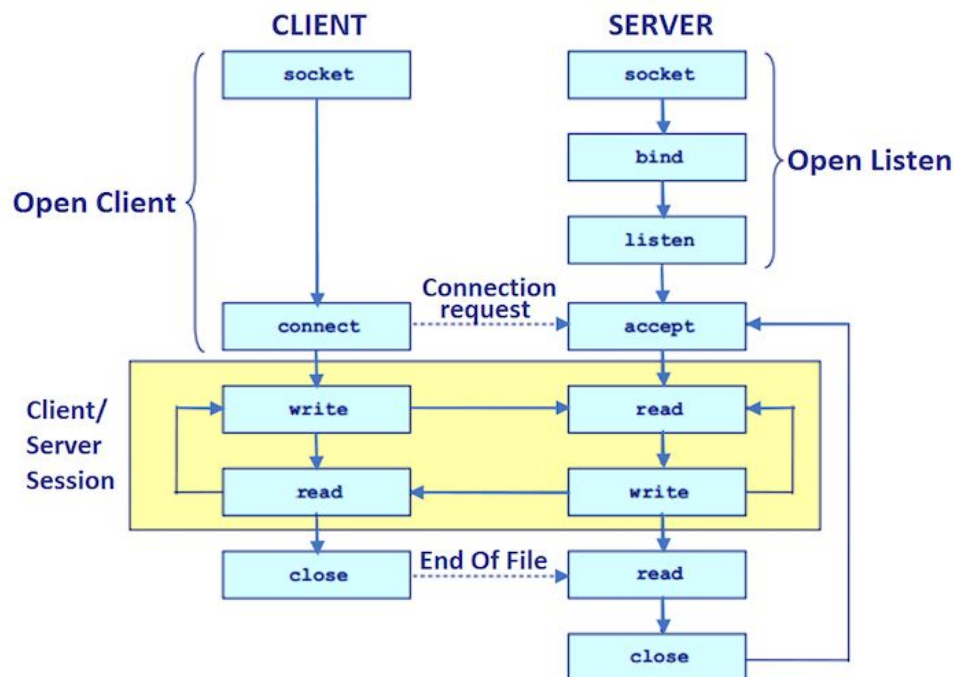 CLIENT
SERVER
socket
socket
bind
Open Client
Open Listen
listen
Connection
request
connect
accept
Client/
Server
Session
write
read
read
write
close
End Of File
read
close